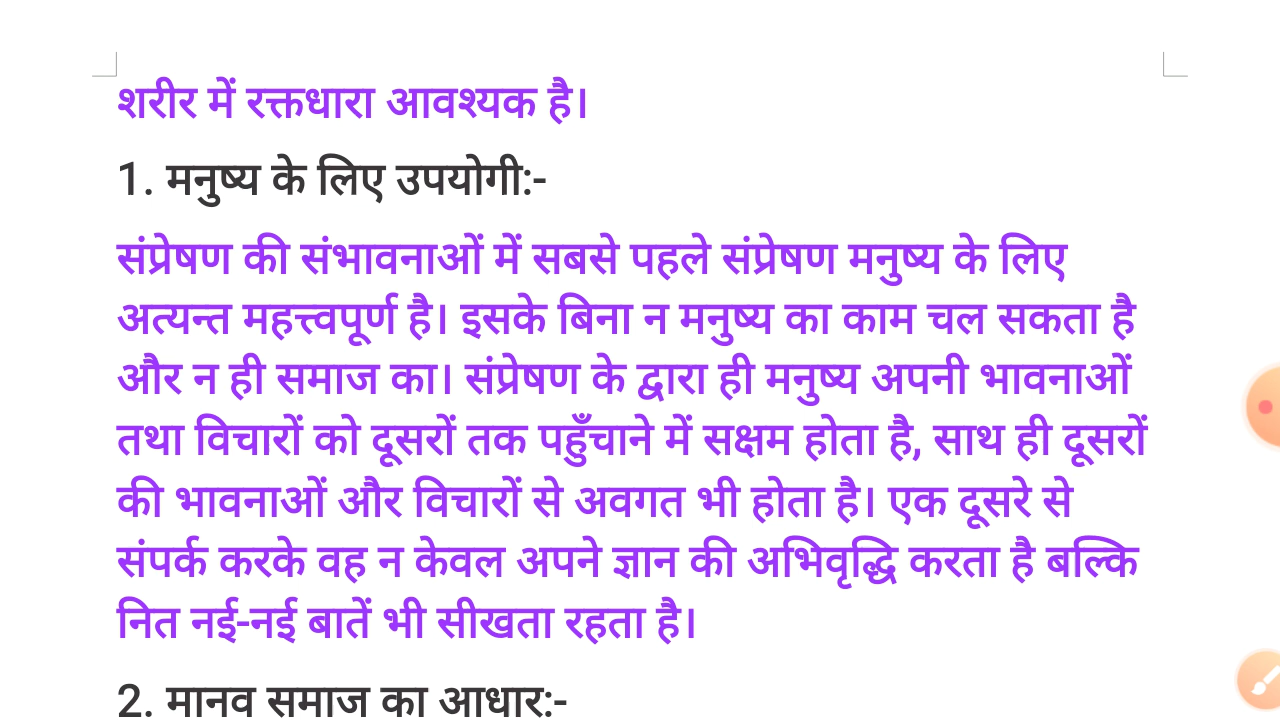 शरीर में रक्तधारा आवश्यक है।
1. मनुष्य के लिए उपयोगी:-
संप्रेषण की संभावनाओं में सबसे पहले संप्रेषण मनुष्य के लिए
अत्यन्त महत्त्वपूर्ण है। इसके बिना न मनुष्य का काम चल सकता है
और न ही समाज का। संप्रेषण के द्वारा ही मनुष्य अपनी भावनाओं
तथा विचारों को दूसरों तक पहुँचाने में सक्षम होता है, साथ ही दूसरों
की भावनाओं और विचारों से अवगत भी होता है। एक दूसरे से
संपर्क करके वह न केवल अपने ज्ञान की अभिवृद्धि करता है बल्कि
नित नई-नई बातें भी सीखता रहता है।
2. मानव समाज का आधार:-